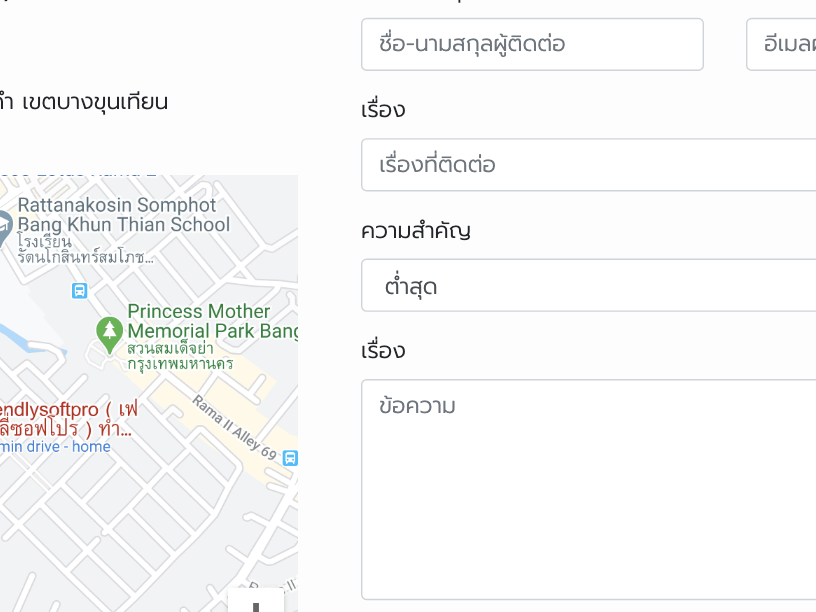 ชื่อ-นามสกุลผู้ติดต่อ
เขตบางขุนเทียน
เรื่อง
เรื่องที่ติดต่อ
ความสำคัญ
ต่ำสุด
เรื่อง
ข้อความ
Rattanakosin Somphot
Bang Khun Thian School
โรงเรียน
รัตนโกสินทร์สมโภช...
Princess Mother
Memorial Park Bang
สวนสมเด็จย่า
กรุงเทพมหานคร
endlysoftpro ( เฟ
ลี่ซอฟโปร ) ทำ...
min drive - home
Rama II Alley 69